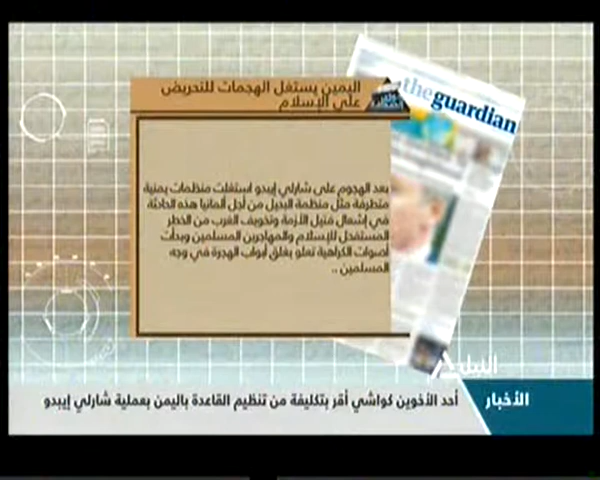 the guardian
اليمين يستغل الهجمات للتحريض
على الإسلام
بعد الهجوم على شارلي إيبدو استغلت منظمات يمنية
متطرفة مثل منظمة البديل من أجل ألمانيا هذه الحادثة
في إشعال فتيل الأزمة وتخويف الغرب من الخطر
المستفحل للإسلام والمهاجرين المسلمين وبدأت
أصوات الكراهية تعلو بغلق أبواب الهجرة في وجه
المسلمين ..
النيل
الأخبار
أحد الأخوين كواشي أقر بتكليفة من تنظيم القاعدة باليمن بعملية شارلي إيبدو